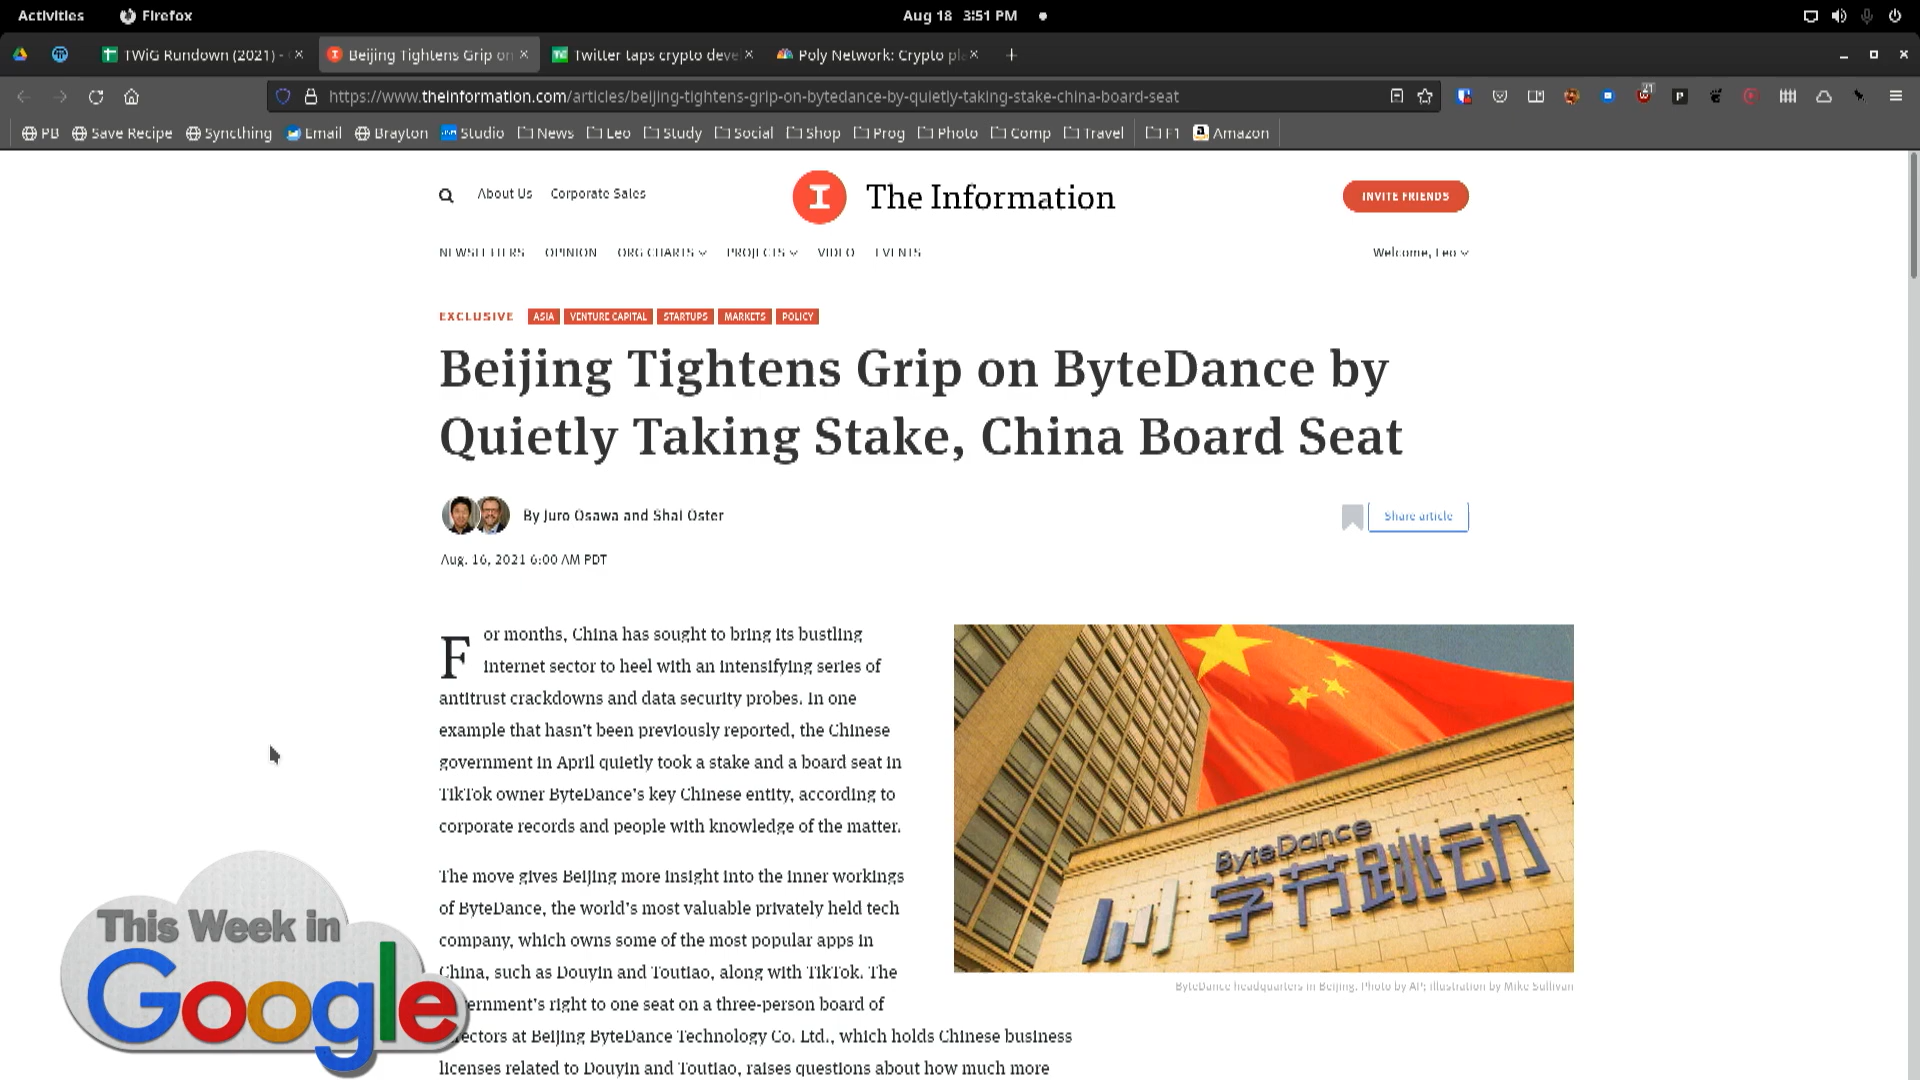 Activities Firefox Aug 18 3:51 PM
TWiG Rundown (2021) - Beijing Tightens Grip on Twitter taps crypto deve Poly Network: Crypto pla
https://www.theinformation.com/articles/beijing-tightens-grip-on-bytedance-by-quietly-taking-stake-china-board-seat
PB Save Recipe Syncthing Email Brayton Studio News Leo Study Social Shop Prog Photo Comp Travel F1 Amazon
About Us Corporate Sales
The Information
INVITE FRIENDS
NEWSLETTERS OPINION ORG CHARTS PROJECTS VIDEO EVENTS
Welcome, Leo
EXCLUSIVE ASIA VENTURE CAPITAL STARTUPS MARKETS POLICY
Beijing Tightens Grip on ByteDance by
Quietly Taking Stake, China Board Seat
By Juro Osawa and Shai Oster
Share article
Aug. 16, 2021 6:00 AM PDT
For months, China has sought to bring its bustling
internet sector to heel with an intensifying series of
antitrust crackdowns and data security probes. In one
example that hasn't been previously reported, the Chinese
government in April quietly took a stake and a board seat in
TikTok owner ByteDance's key Chinese entity, according to
corporate records and people with knowledge of the matter.
The move gives Beijing more insight into the inner workings
of ByteDance, the world's most valuable privately held tech
company, which owns some of the most popular apps in
China, such as Douyin and Toutiao, along with TikTok. The
ernment's right to one seat on a three-person board of
ectors at Beijing ByteDance Technology Co. Ltd., which holds Chinese business
licenses related to Douyin and Toutiao, raises questions about how much more
ByteDance
字节跳动
ByteDance headquarters in Beijing. Photo by AP; illustration by Mike Sullivan
This Week in
Google